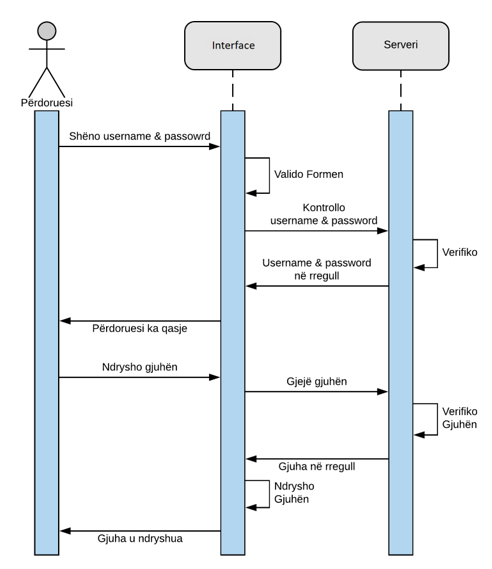 Interface
Serveri
Përdoruesi
Shëno username & passowrd
Valido Formen
Kontrollo
username & password
Verifiko
Username & password
në rregull
Përdoruesi ka qasje
Ndrysho gjuhën
Gjejë gjuhën
Verifiko
Gjuhën
Gjuha në rregull
Ndrysho
Gjuhën
Gjuha u ndryshua